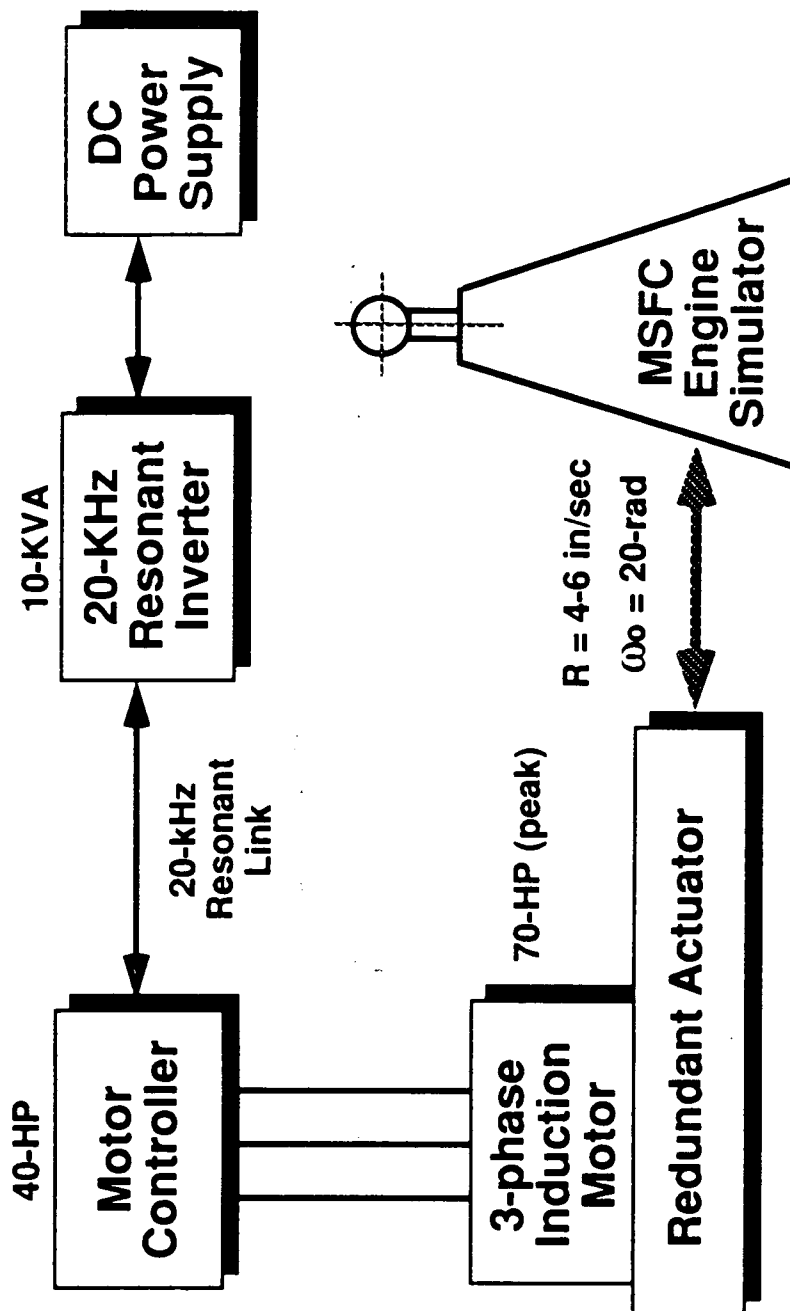 40-HP
Motor
Controller
20-kHz
Resonant
Link
10-KVA
20-KHz
Resonant
Inverter
DC
Power
Supply
3-phase
Induction
Motor
70-HP (peak)
Redundant Actuator
R = 4-6 in/sec
ωo = 20-rad
MSFC
Engine
Simulator